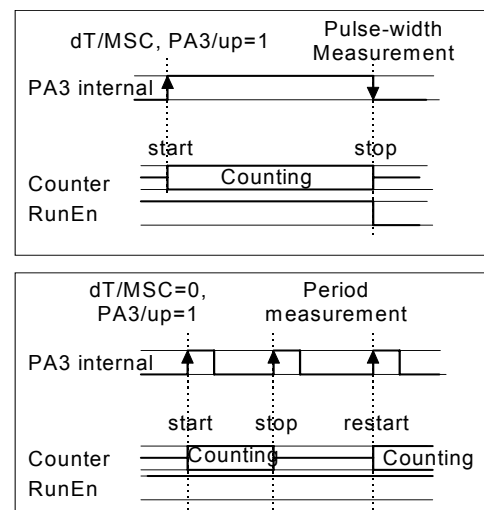 dT/MSC, PA3/up=1
Pulse-width
Measurement
PA3 internal
start
stop
Counter
Counting
RunEn
dT/MSC=0,
PA3/up=1
Period
measurement
PA3 internal
start
stop
restart
Counter
Counting
Counting
RunEn